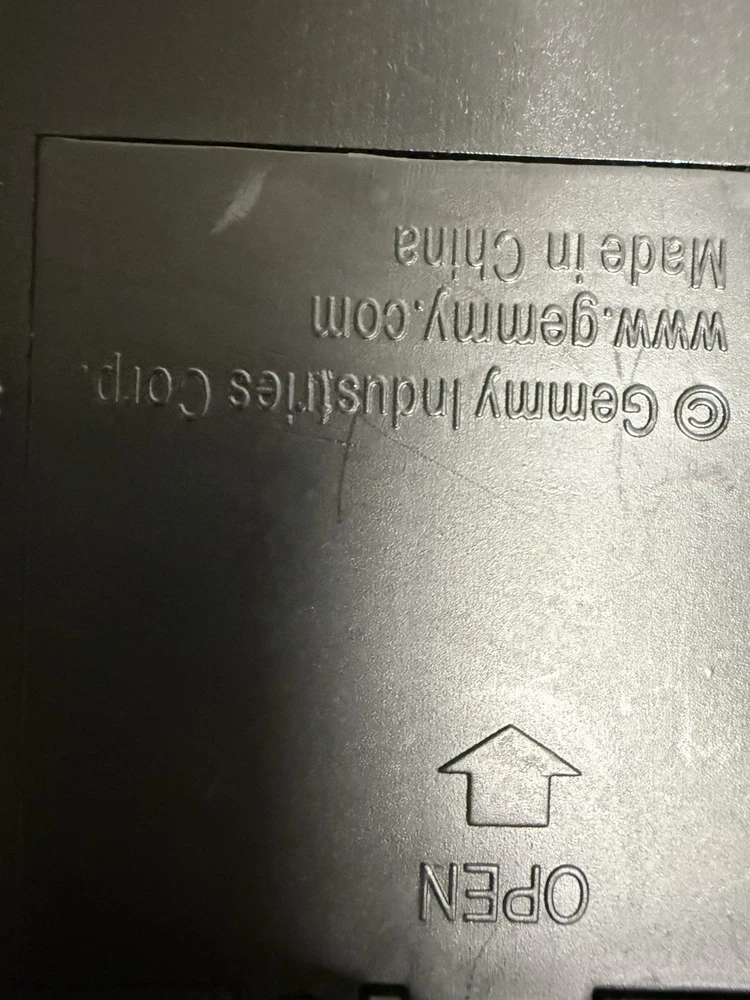 OPEN
© Gemmy Industries Corp.
www.gemmy.com
Made in China